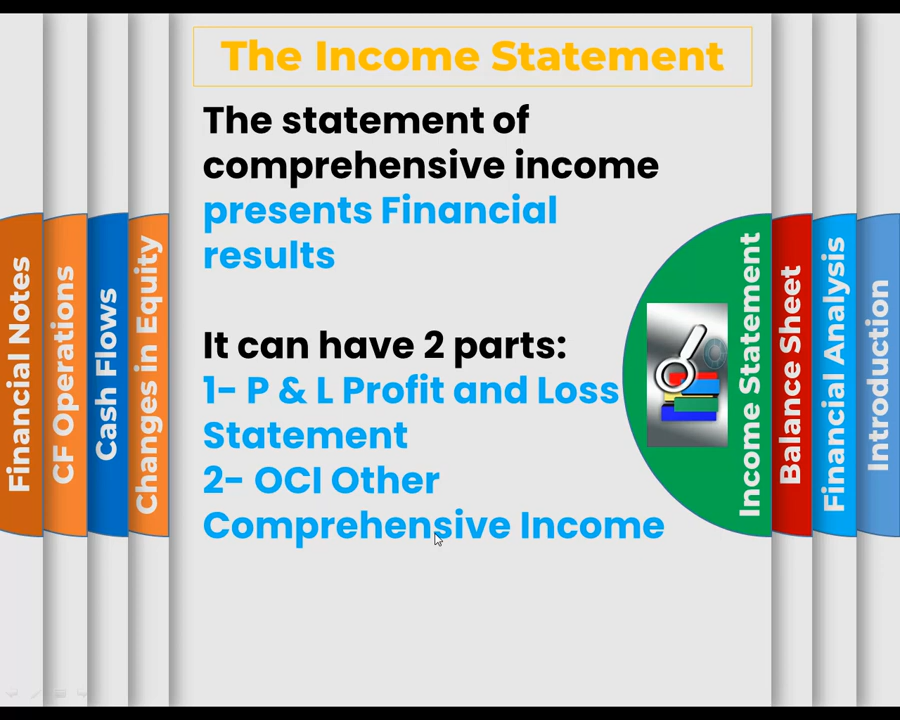 The Income Statement
The statement of
comprehensive income
presents Financial
results
It can have 2 parts:
1- P & L Profit and Loss
Statement
2- OCI Other
Comprehensive Income
Financial Notes
CF Operations
Cash Flows
Changes in Equity
Income Statement
Balance Sheet
Financial Analysis
Introduction